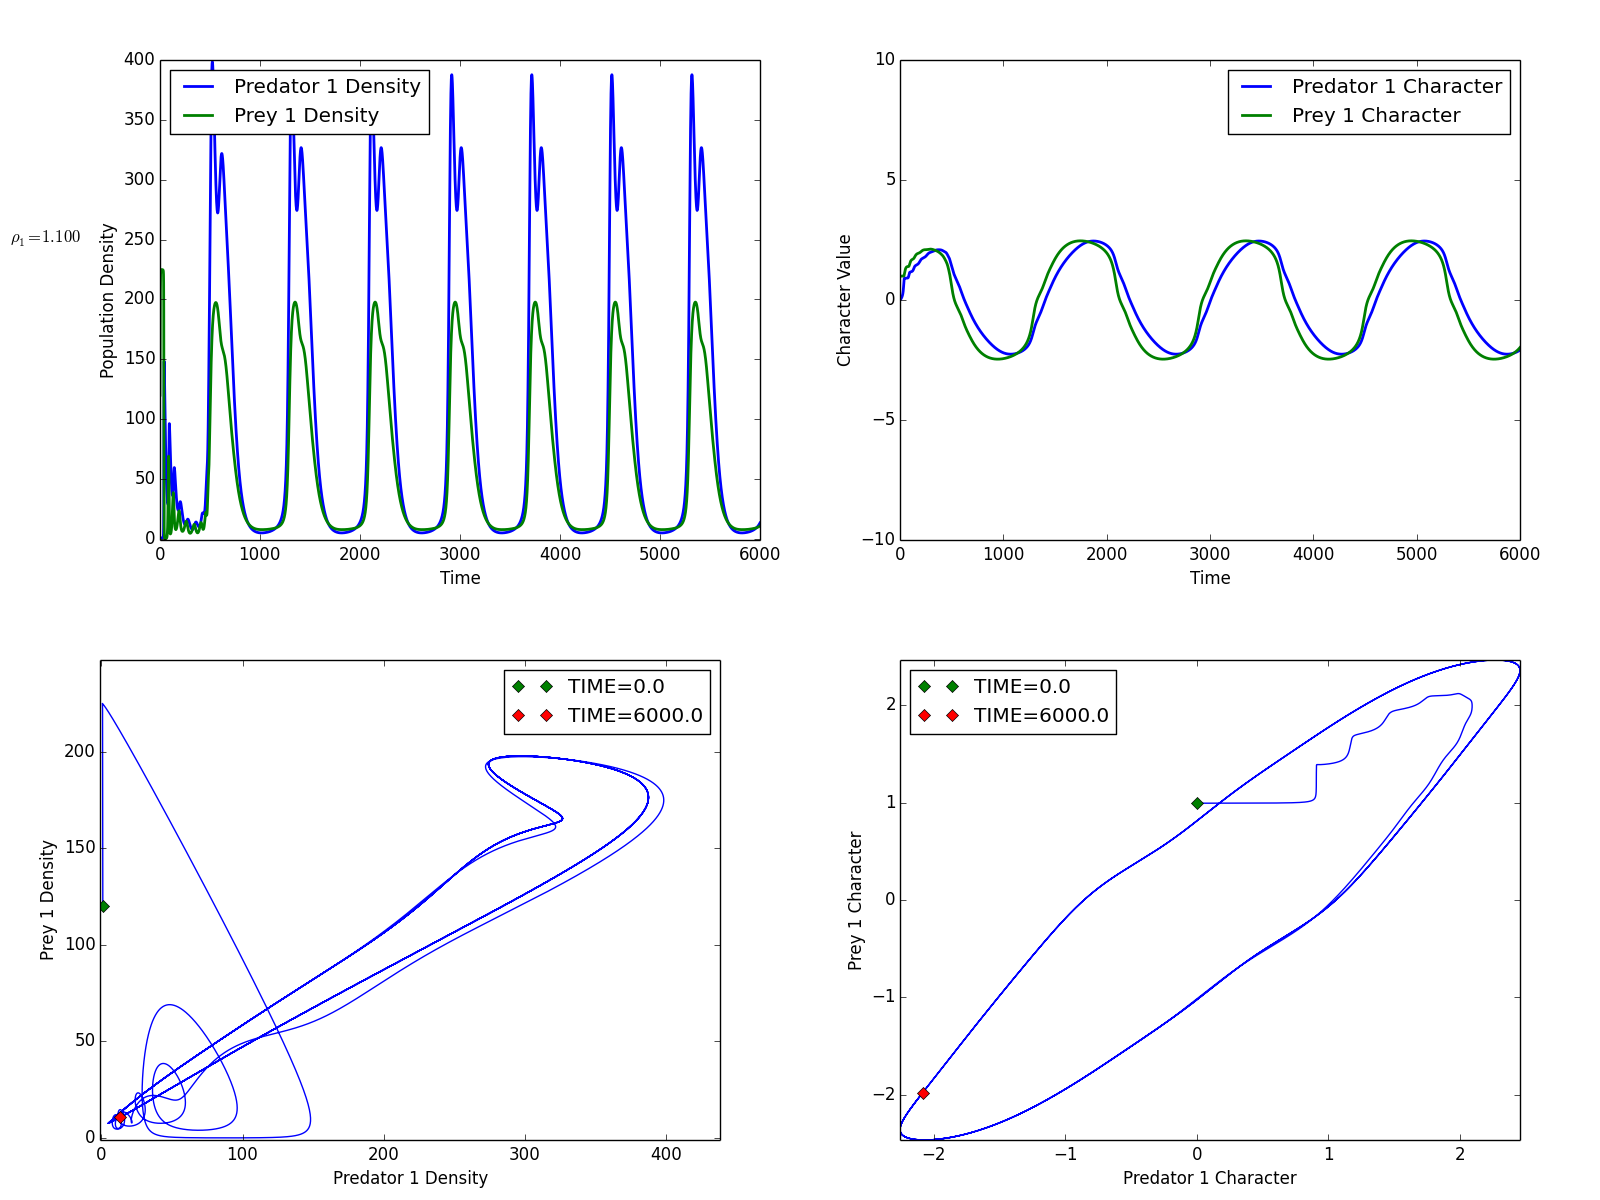 Predator 1 Density
Prey 1 Density
400
350
300
250
200
150
100
50
0
Population Density
ρ1=1.100
0 1000 2000 3000 4000 5000 6000
Time
Predator 1 Character
Prey 1 Character
10
5
0
−5
−10
Character Value
0 1000 2000 3000 4000 5000 6000
Time
TIME=0.0
TIME=6000.0
200
150
100
50
0
Prey 1 Density
0 100 200 300 400
Predator 1 Density
TIME=0.0
TIME=6000.0
2
1
0
−1
−2
Prey 1 Character
−2 −1 0 1 2
Predator 1 Character